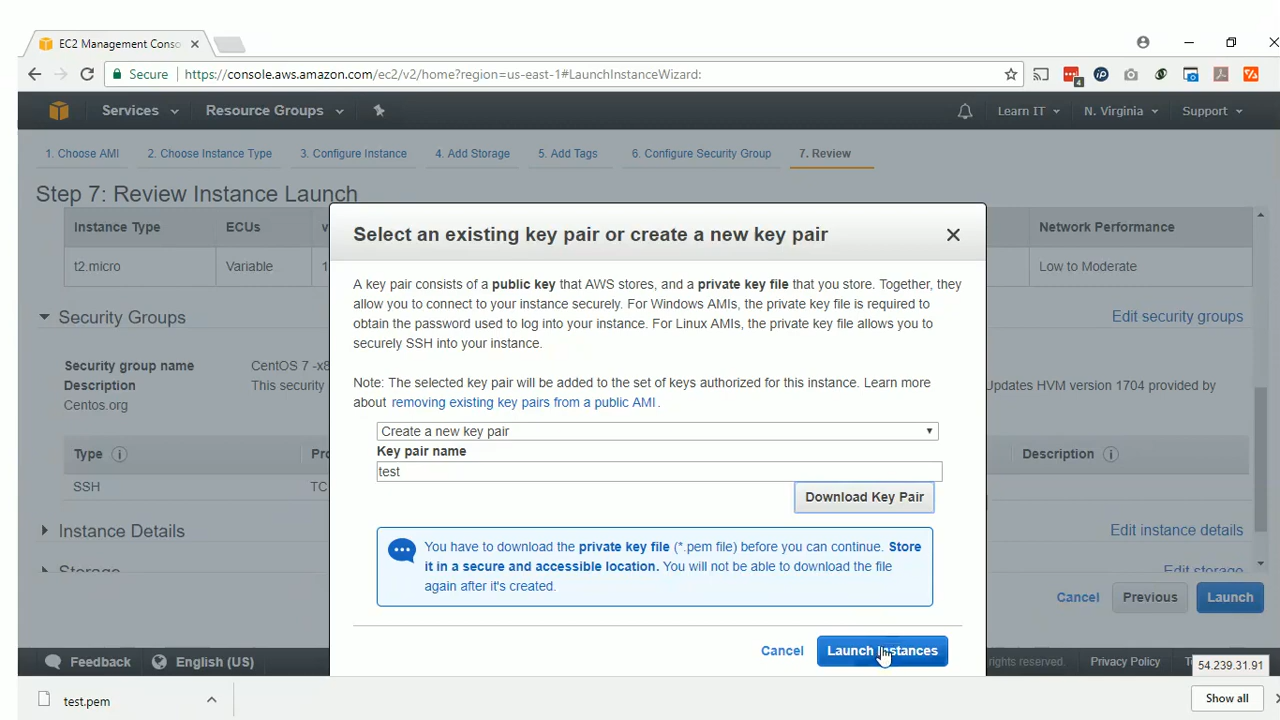 EC2 Management Conso
Secure
https://console.aws.amazon.com/ec2/v2/home?region=us-east-1#LaunchInstanceWizard:
4
Services
Resource Groups
Learn IT
N. Virginia
Support
1. Choose AMI
2. Choose Instance Type
3. Configure Instance
4. Add Storage
5. Add Tags
6. Configure Security Group
7. Review
Step 7: Review Instance Launch
Instance Type
ECUs
Network Performance
t2.micro
Variable
Low to Moderate
Security Groups
Edit security groups
Security group name
CentOS 7 -x8
Description
This security
Updates HVM version 1704 provided by
Centos.org
Type
Pro
Description
SSH
TC
Instance Details
Edit instance details
Storage
Edit storage
Cancel
Previous
Launch
Select an existing key pair or create a new key pair
A key pair consists of a public key that AWS stores, and a private key file that you store. Together, they
allow you to connect to your instance securely. For Windows AMIs, the private key file is required to
obtain the password used to log into your instance. For Linux AMIs, the private key file allows you to
securely SSH into your instance.
Note: The selected key pair will be added to the set of keys authorized for this instance. Learn more
about removing existing key pairs from a public AMI .
Create a new key pair
Key pair name
test
Download Key Pair
You have to download the private key file (*.pem file) before you can continue. Store
it in a secure and accessible location. You will not be able to download the file
again after it's created.
Cancel
Launch Instances
Feedback
English (US)
rights reserved.
Privacy Policy
54.239.31.91
test.pem
Show all